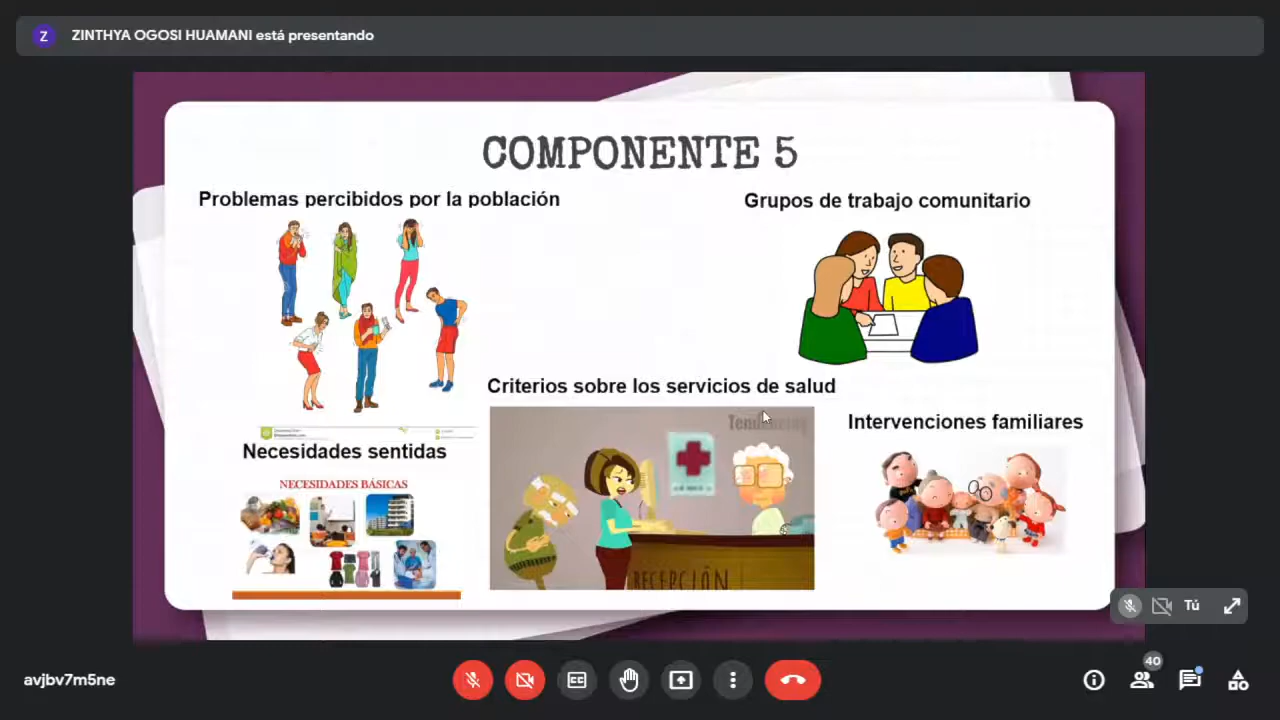 Z ZINTHYA OGOSI HUAMANI está presentando
COMPONENTE 5
Problemas percibidos por la población
Grupos de trabajo comunitario
Criterios sobre los servicios de salud
Intervenciones familiares
Necesidades sentidas
NECESIDADES BÁSICAS
RECEPCIÓN
Tú
avjbv7m5ne
40